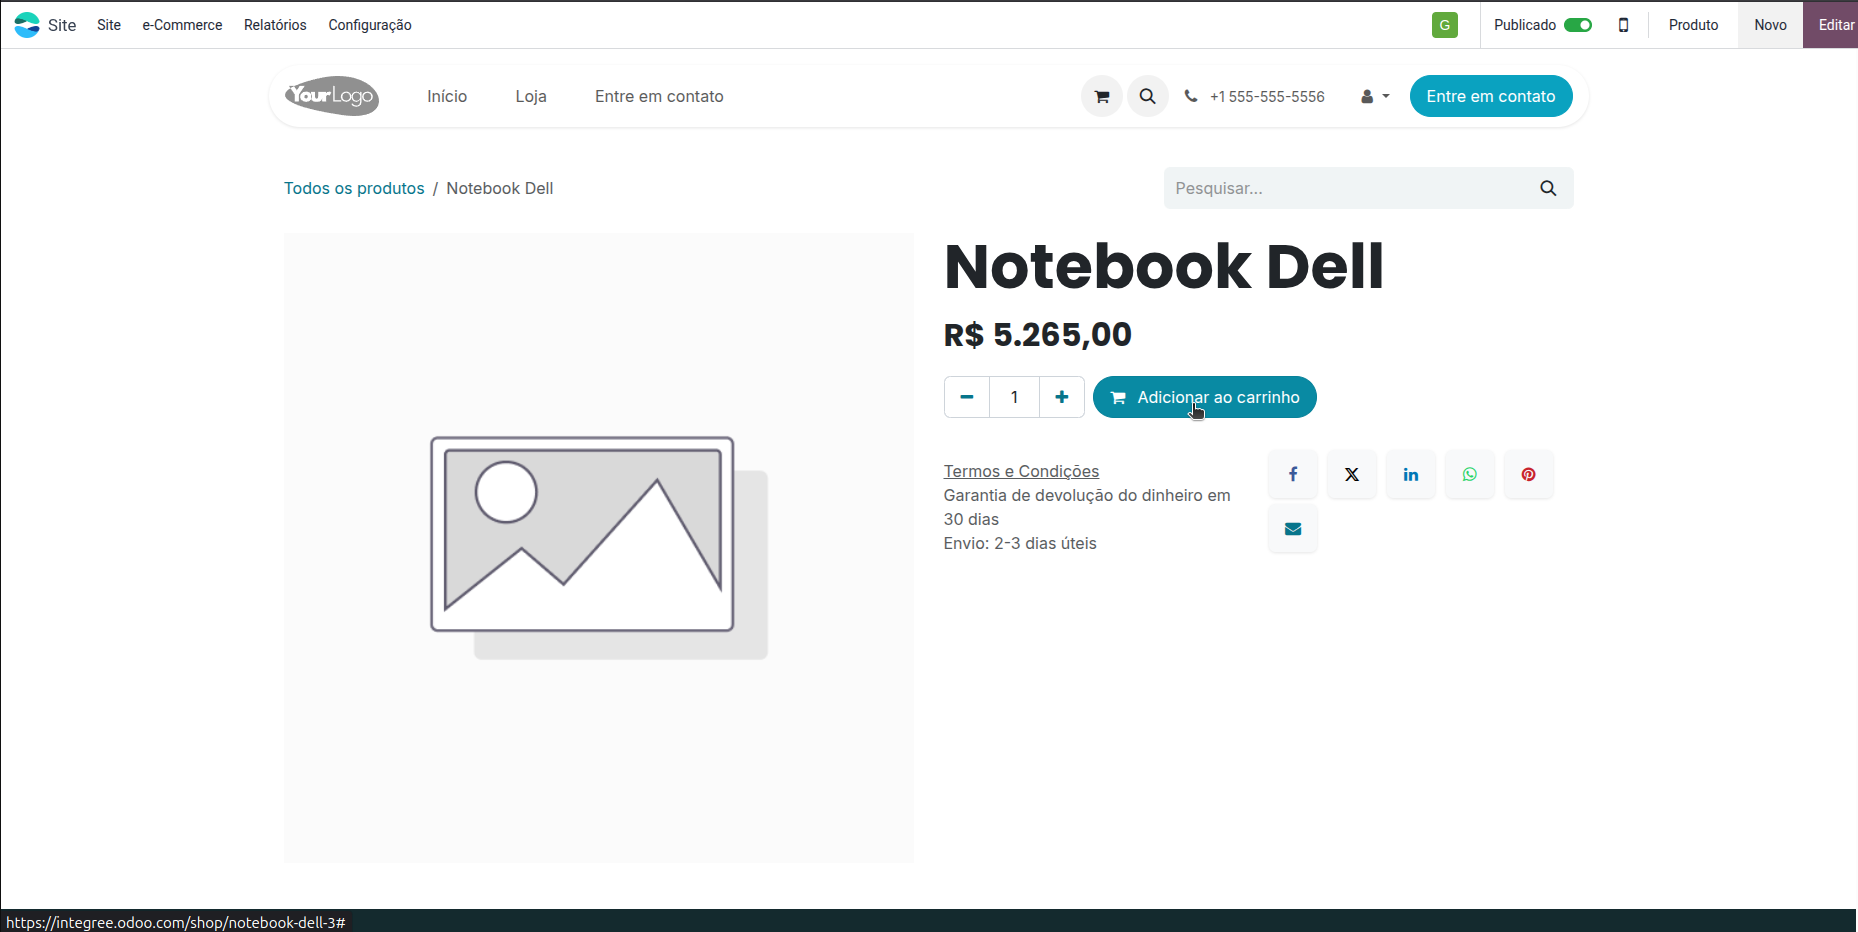 Site Site e-Commerce Relatórios Configuração G Publicado Produto Novo Editar
YourLogo Início Loja Entre em contato +1 555-555-5556 Entre em contato
Todos os produtos / Notebook Dell Pesquisar...
Notebook Dell
R$ 5.265,00
1 Adicionar ao carrinho
Termos e Condições
Garantia de devolução do dinheiro em
30 dias
Envio: 2-3 dias úteis
https://integree.odoo.com/shop/notebook-dell-3#